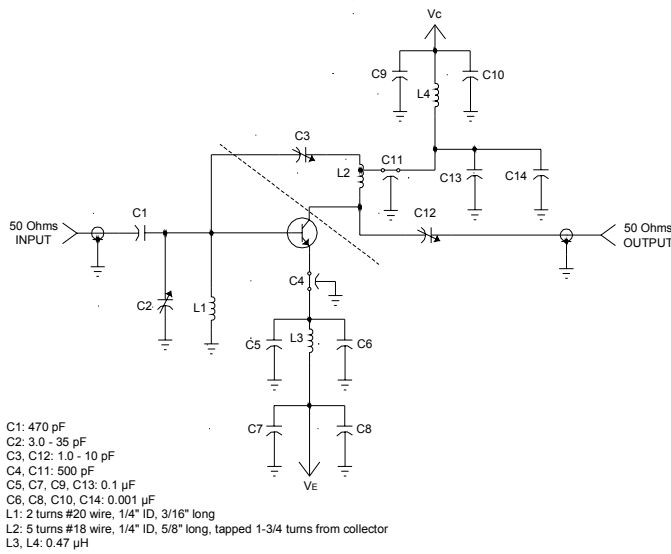 Vc
C9
C10
L4
C3
C11
L2
C13
C14
C1
C12
50 Ohms
INPUT
50 Ohms
OUTPUT
C4
C2
L1
L3
C5
C6
C7
C8
VE
C1: 470 pF
C2: 3.0 - 35 pF
C3, C12: 1.0 - 10 pF
C4, C11: 500 pF
C5, C7, C9, C13: 0.1 µF
C6, C8, C10, C14: 0.001 µF
L1: 2 turns #20 wire, 1/4" ID, 3/16" long
L2: 5 turns #18 wire, 1/4" ID, 5/8" long, tapped 1-3/4 turns from collector
L3, L4: 0.47 µH